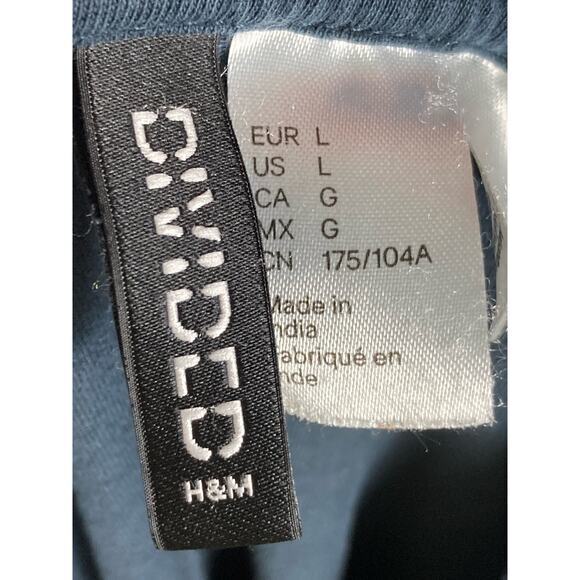 DIVIDED
H&M
EUR L
US L
CA G
MX G
CN 175/104A
Made in
India
Fabriqué en
Inde